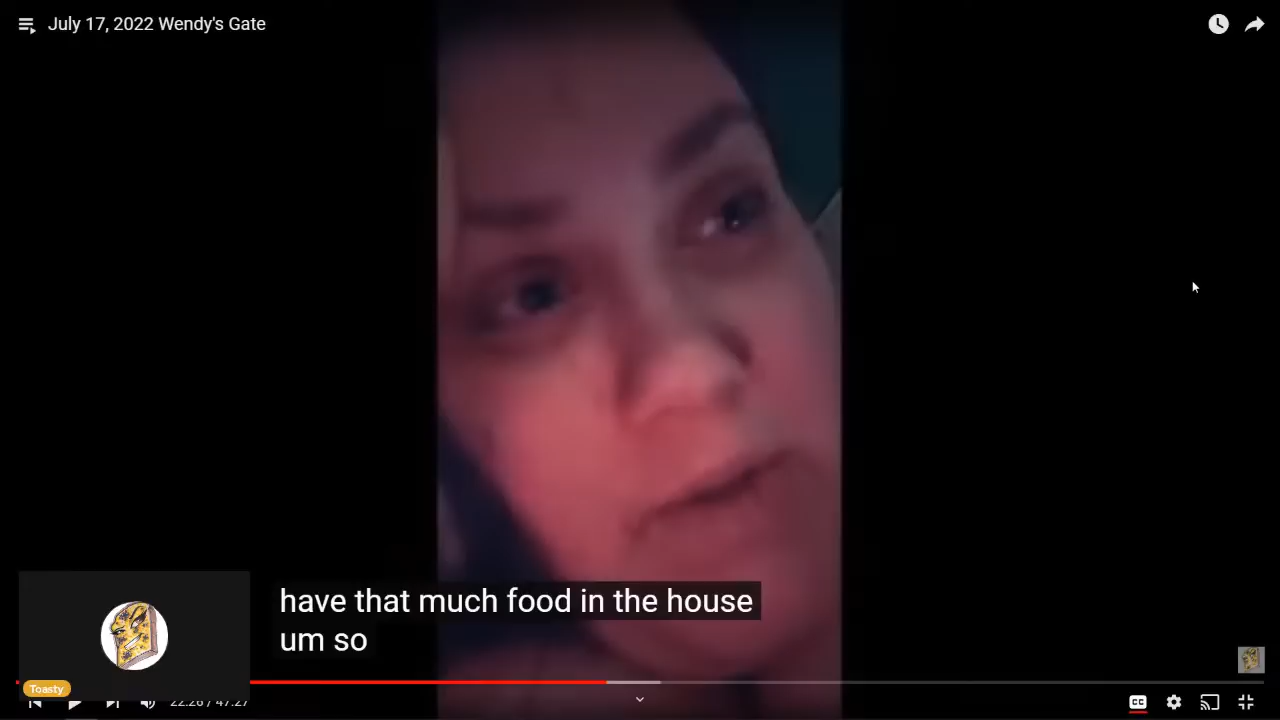 July 17, 2022 Wendy's Gate
have that much food in the house
um so
Toasty
22:26 / 47:27
CC